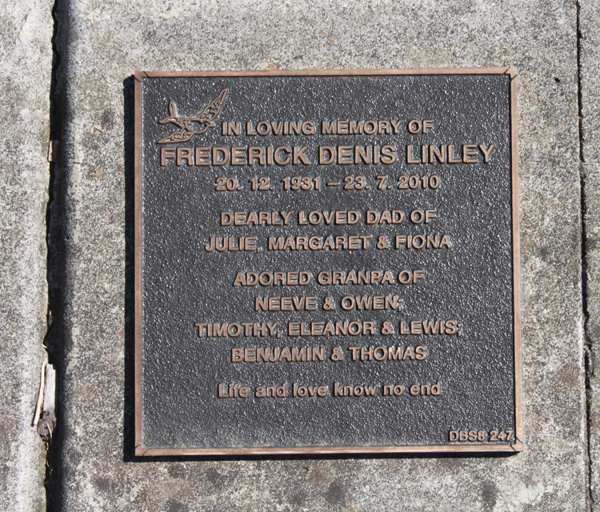 IN LOVING MEMORY OF
FREDERICK DENIS LINLEY
20. 12. 1931 – 23. 7. 2010
DEARLY LOVED DAD OF
JULIE, MARGARET & FIONA
ADORED GRANPA OF
NEEVE & OWEN;
TIMOTHY, ELEANOR & LEWIS;
BENJAMIN & THOMAS
Life and love know no end
DBS8 247